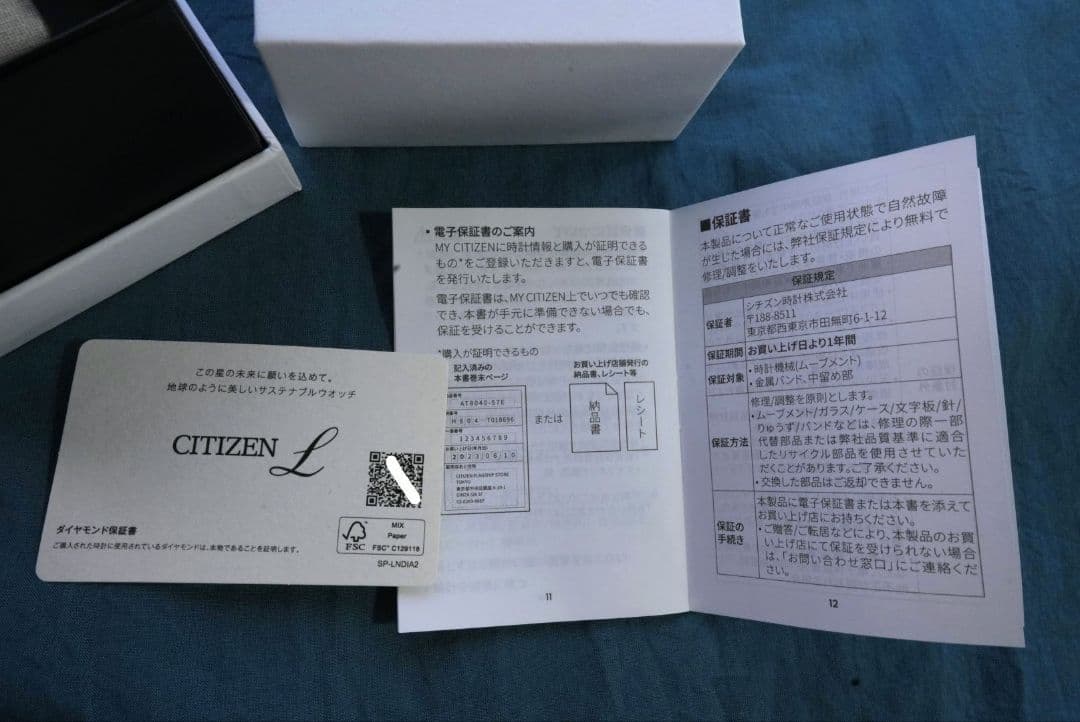 この星の未来に願いを込めて。
地球のように美しいサステナブルウオッチ
CITIZEN L
ダイヤモンド保証書
ご購入された時計に使用されているダイヤモンドは、本物であることを証明します。
FSC
MIX
Paper
FSC® C129118
SP-LNDIA2
・電子保証書のご案内
MY CITIZENに時計情報と購入が証明できる
もの*をご登録いただきますと、電子保証書
を発行いたします。
電子保証書は、MY CITIZEN上でいつでも確認
でき、本書が手元に準備できない場合でも、
保証を受けることができます。
*購入が証明できるもの
記入済みの
本書巻末ページ
AT8040-57E
H804-T018696
123456789
お買い上げ日(年月日)
2023/06/10
CITIZEN FLAGSHIP STORE
TOKYO
または
お買い上げ店舗発行の
納品書、レシート等
納品書
レシート
11
■保証書
本製品について正常なご使用状態で自然故障
が生じた場合には、弊社保証規定により無料で
修理/調整をいたします。
保証規定
保証者
シチズン時計株式会社
〒188-8511
東京都西東京市田無町6-1-12
保証期間
お買い上げ日より1年間
保証対象
・時計機械(ムーブメント)
・金属バンド、中留め部
保証方法
修理/調整を原則とします。
・ムーブメント/ガラス/ケース/文字板/針/
りゅうず/バンドなどは、修理の際一部
代替部品または弊社品質基準に適合
したリサイクル部品を使用させていた
だくことがあります。ご了承ください。
・交換した部品はご返却できません。
保証の
手続き
本製品に電子保証書または本書を添えて
お買い上げ店にお持ちください。
・ご贈答/ご転居などにより、本製品のお買
い上げ店にて保証を受けられない場合
は、「お問い合わせ窓口」にご連絡くだ
さい。
12